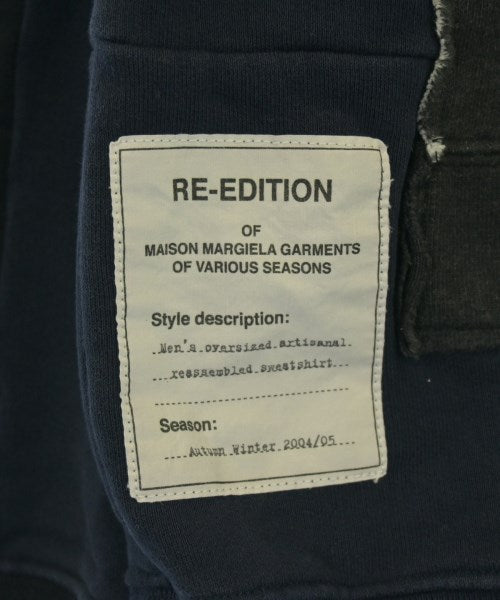 RE-EDITION
OF
MAISON MARGIELA GARMENTS
OF VARIOUS SEASONS
Style description:
Men's oversized artisanal
reassembled sweatshirt
Season:
Autumn Winter 2004/05